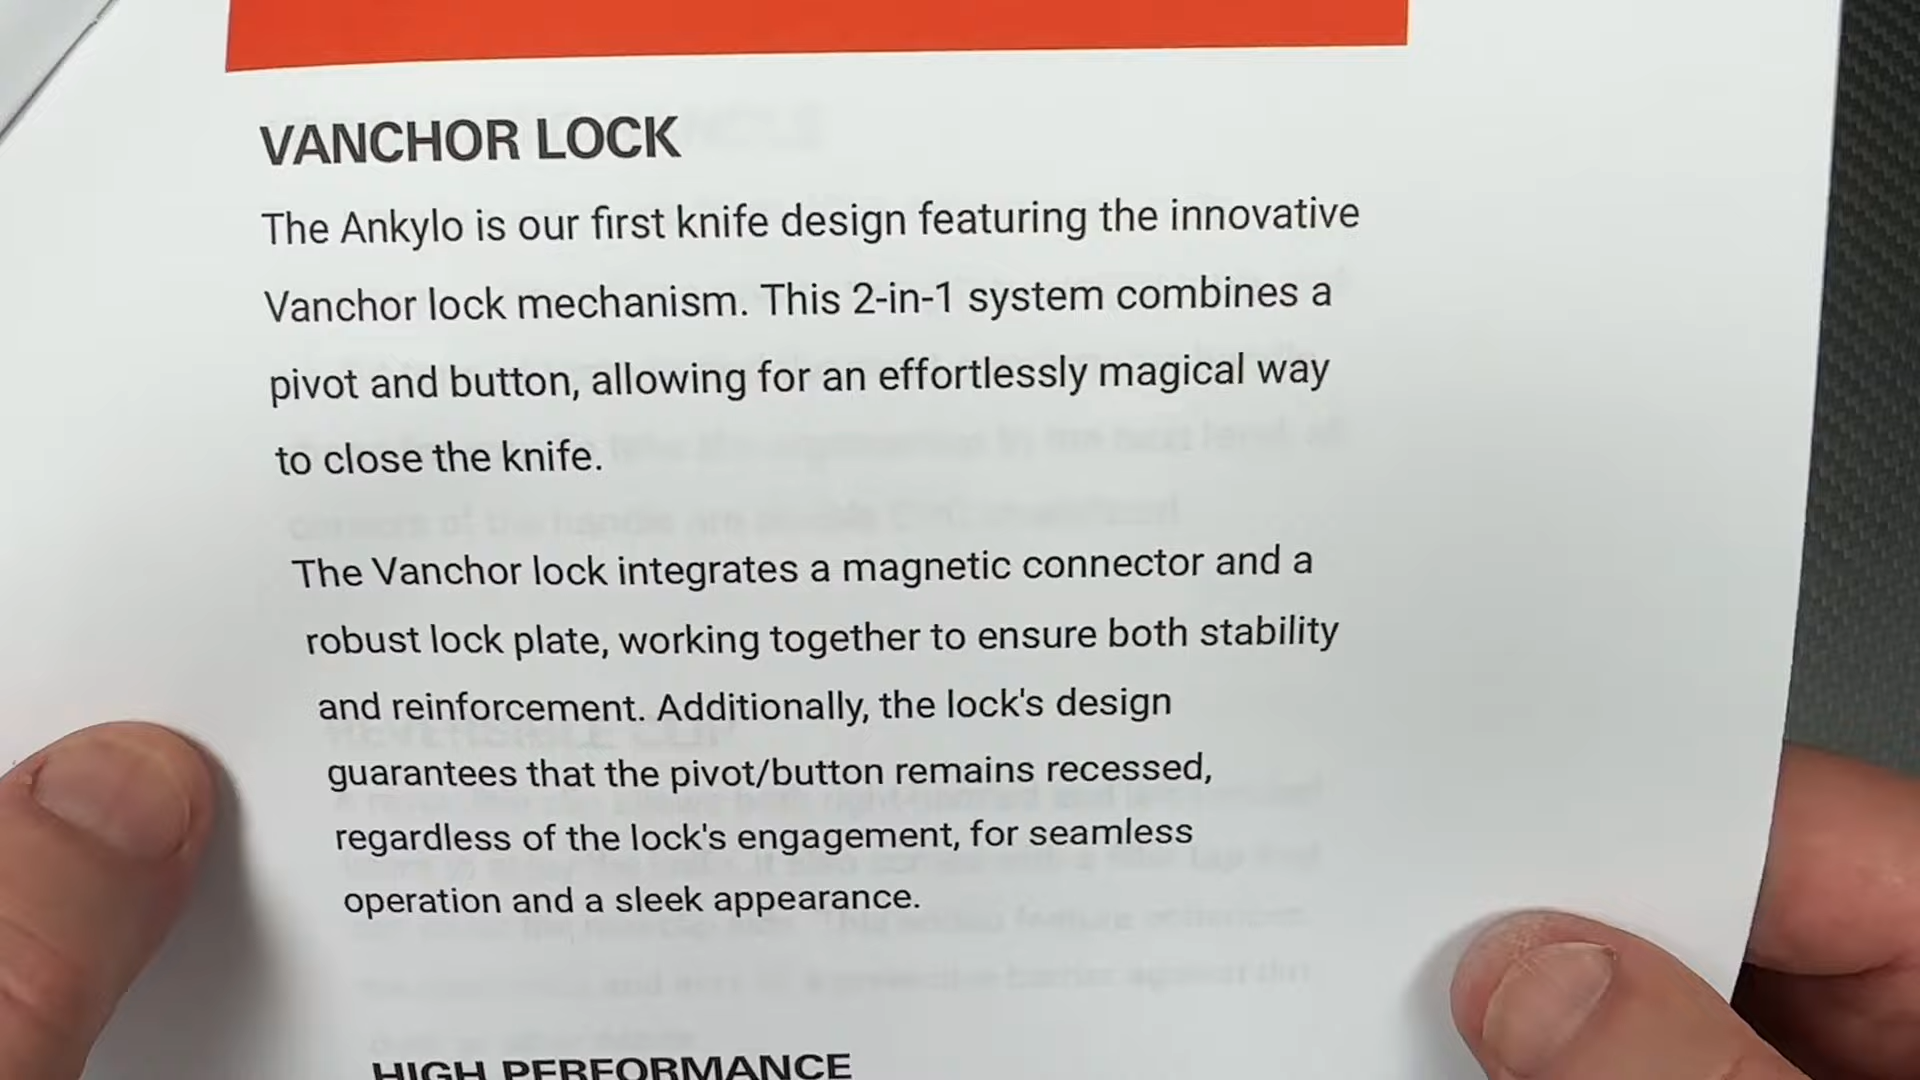 VANCHOR LOCK
The Ankylo is our first knife design featuring the innovative
Vanchor lock mechanism. This 2-in-1 system combines a
pivot and button, allowing for an effortlessly magical way
to close the knife.
The Vanchor lock integrates a magnetic connector and a
robust lock plate, working together to ensure both stability
and reinforcement. Additionally, the lock's design
guarantees that the pivot/button remains recessed,
regardless of the lock's engagement, for seamless
operation and a sleek appearance.
HIGH PERFORMANCE